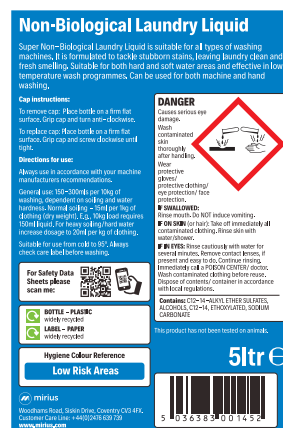 Non-Biological Laundry Liquid
Super Non-Biological Laundry Liquid is suitable for all types of washing
machines, It is formulated to tackle stubborn stains, leaving laundry clean and
fresh smelling. Suitable for both hard and soft water areas and effective in low
temperature wash programmes. Can be used for both machine and hand
washing.
Cap instructions:
To remove cap: Place bottle on a firm flat
surface. Grip cap and turn anti-clockwise.
To replace cap: Place bottle on a firm flat
surface. Grip cap and screw clockwise until
tight.
Directions for use:
Always use in accordance with your machine
manufacturers recommendations.
General use: 150-300mls per 10kg of
washing, dependent on soiling and water
hardness. Normal soiling - 15ml per 1kg of
clothing (dry weight). E.g., 10kg load requires
150ml liquid, For heavy soiling/hard water
increase dosage to 20ml per kg of clothing.
Suitable for use from cold to 95°. Always
check care label before washing.
For Safety Data
Sheets please
scan me:
BOTTLE - PLASTIC
widely recycled
LABEL - PAPER
widely recycled
Hygiene Colour Reference
Low Risk Areas
mirius
Woodhams Road, Siskin Drive, Coventry CV3 4FX.
Customer Care Line: +44(0)2476 639 739
www.mirius.com
DANGER
Causes serious eye
damage.
Wash
contaminated
skin
thoroughly
after handling.
Wear
protective
gloves/
protective clothing/
eye protection/ face
protection.
IF SWALLOWED:
Rinse mouth. Do NOT induce vomiting.
IF ON SKIN (or hair): Take off immediately all
contaminated clothing. Rinse skin with
water/shower.
IF IN EYES: Rinse cautiously with water for
several minutes. Remove contact lenses, if
present and easy to do. Continue rinsing.
Immediately call a POISON CENTER/ doctor.
Wash contaminated clothing before reuse.
Dispose of contents/ container in accordance
with local regulations.
Contains: C12-14-ALKYL ETHER SULFATES,
ALCOHOLS, C12-14, ETHOXYLATED, SODIUM
CARBONATE
This product has not been tested on animals.
5ltr e
5 036383 001452